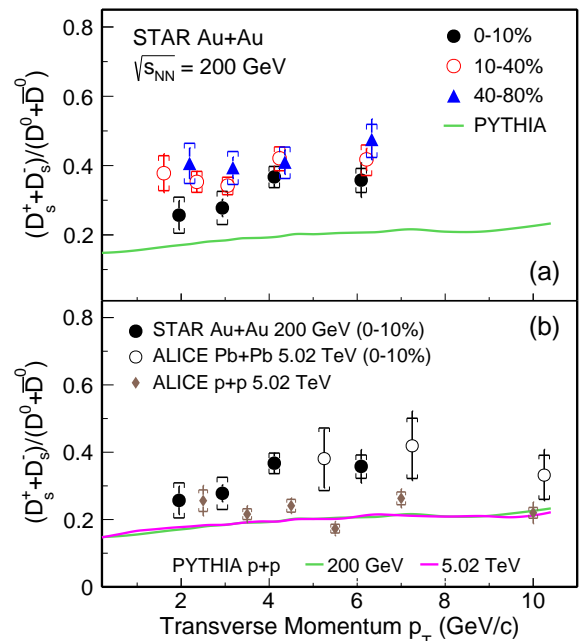 (a)
STAR Au+Au
√s_NN = 200 GeV
0-10%
10-40%
40-80%
PYTHIA
(D_s^+ + D_s^-)/(D^0 + D̅^0)
0.8
0.6
0.4
0.2
(b)
STAR Au+Au 200 GeV (0-10%)
ALICE Pb+Pb 5.02 TeV (0-10%)
ALICE p+p 5.02 TeV
(D_s^+ + D_s^-)/(D^0 + D̅^0)
0.8
0.6
0.4
0.2
0
PYTHIA p+p 200 GeV 5.02 TeV
2 4 6 8 10
Transverse Momentum p_T (GeV/c)